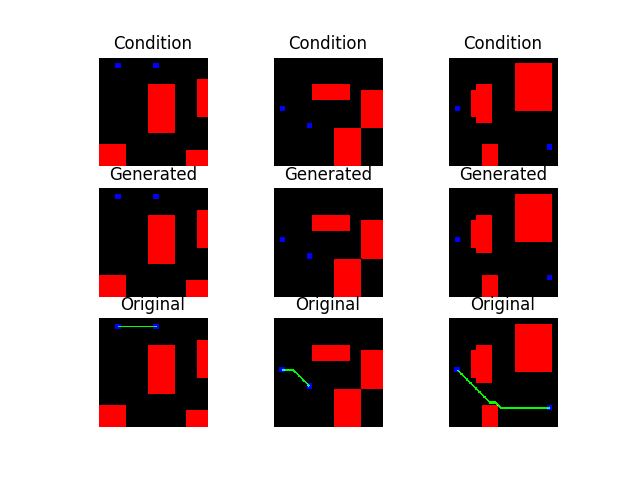 Condition Condition Condition
Generated Generated Generated
Original Original Original